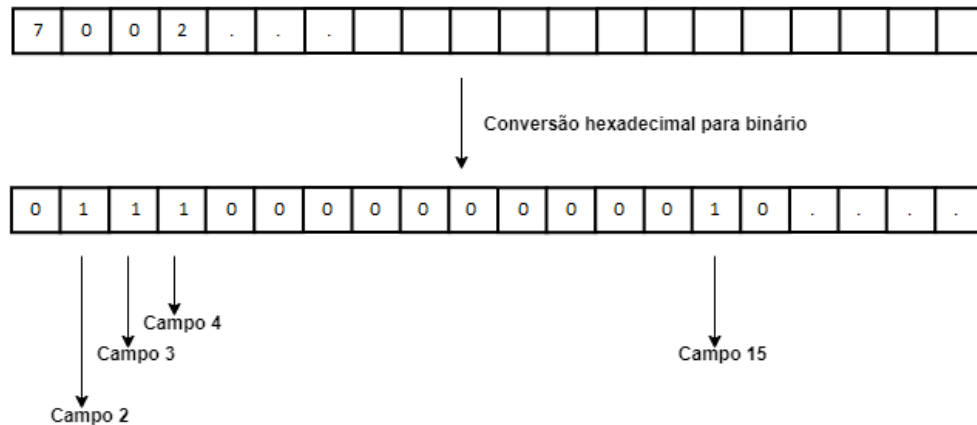 7 0 0 2 . . .
Conversão hexadecimal para binário
0 1 1 1 0 0 0 0 0 0 0 0 0 0 1 0 . . . .
Campo 4
Campo 3
Campo 15
Campo 2